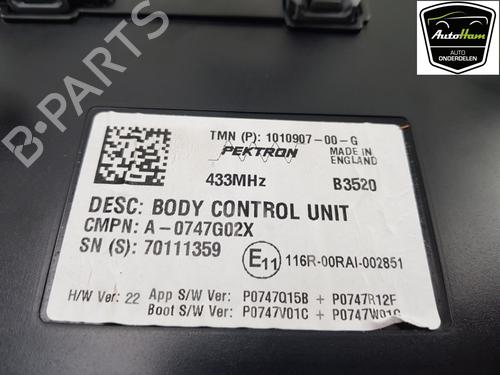 AutoHam
AUTO
ONDERDELEN
B-PARTS
TMN (P): 1010907-00-G
PEKTRON
MADE IN
ENGLAND
433MHz
B3520
DESC: BODY CONTROL UNIT
CMPN: A-0747G02X
SN (S): 70111359
E11 116R-00RAI-002851
H/W Ver: 22 App S/W Ver: P0747Q15B + P0747R12F
Boot S/W Ver: P0747V01C + P0747W01C